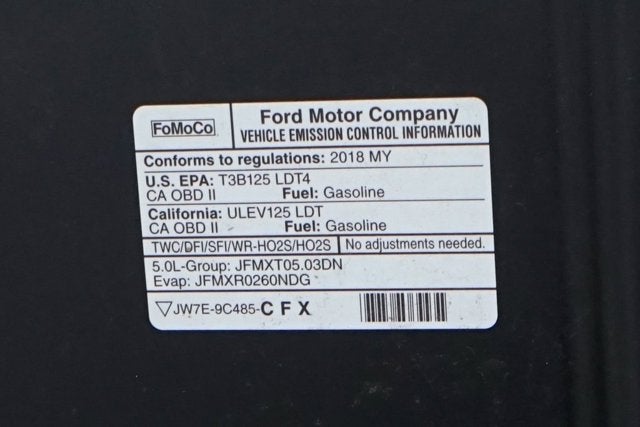 FoMoCo
Ford Motor Company
VEHICLE EMISSION CONTROL INFORMATION
Conforms to regulations: 2018 MY
U.S. EPA: T3B125 LDT4
CA OBD II Fuel: Gasoline
California: ULEV125 LDT
CA OBD II Fuel: Gasoline
TWC/DFI/SFI/WR-HO2S/HO2S No adjustments needed.
5.0L-Group: JFMXT05.03DN
Evap: JFMXR0260NDG
▽JW7E-9C485-C F X